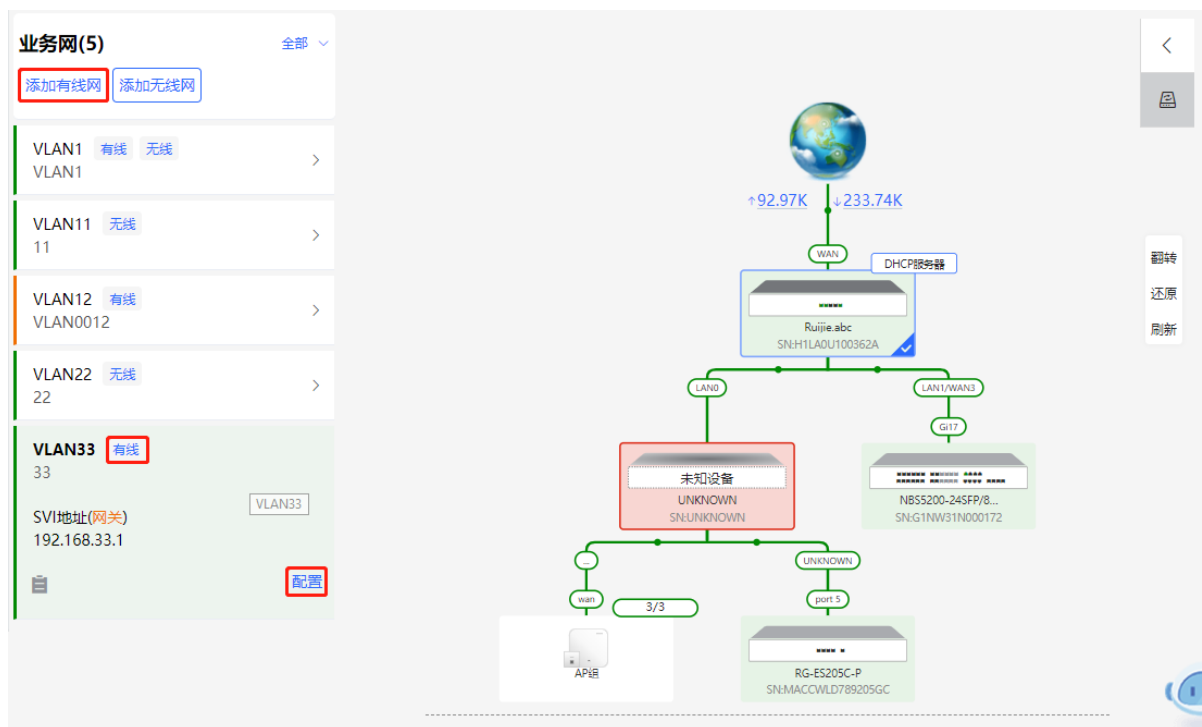 业务网(5)
全部
添加有线网
添加无线网
VLAN1 有线 无线
VLAN1
VLAN11 无线
11
VLAN12 有线
VLAN0012
VLAN22 无线
22
VLAN33 有线
33
VLAN33
SVI地址(网关)
192.168.33.1
配置
↑92.97K ↓233.74K
WAN
DHCP服务器
Ruijie.abc
SN:H1LA0U100362A
LAN0
LAN1/WAN3
Gi17
未知设备
UNKNOWN
SN:UNKNOWN
NBS5200-24SFP/8...
SN:G1NW31N000172
...
UNKNOWN
wan
3/3
port 5
AP组
RG-ES205C-P
SN:MACCWLD789205GC
翻转
还原
刷新